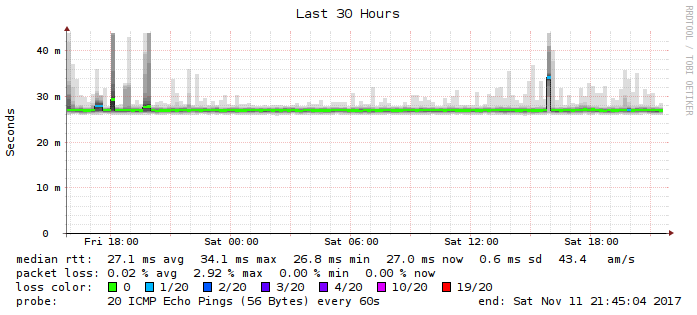 Last 30 Hours
RRDTOOL / TOBI OETIKER
Seconds
40 m
30 m
20 m
10 m
0
Fri 18:00 Sat 00:00 Sat 06:00 Sat 12:00 Sat 18:00
median rtt: 27.1 ms avg 34.1 ms max 26.8 ms min 27.0 ms now 0.6 ms sd 43.4 am/s
packet loss: 0.02 % avg 2.92 % max 0.00 % min 0.00 % now
loss color: 0 1/20 2/20 3/20 4/20 10/20 19/20
probe: 20 ICMP Echo Pings (56 Bytes) every 60s end: Sat Nov 11 21:45:04 2017